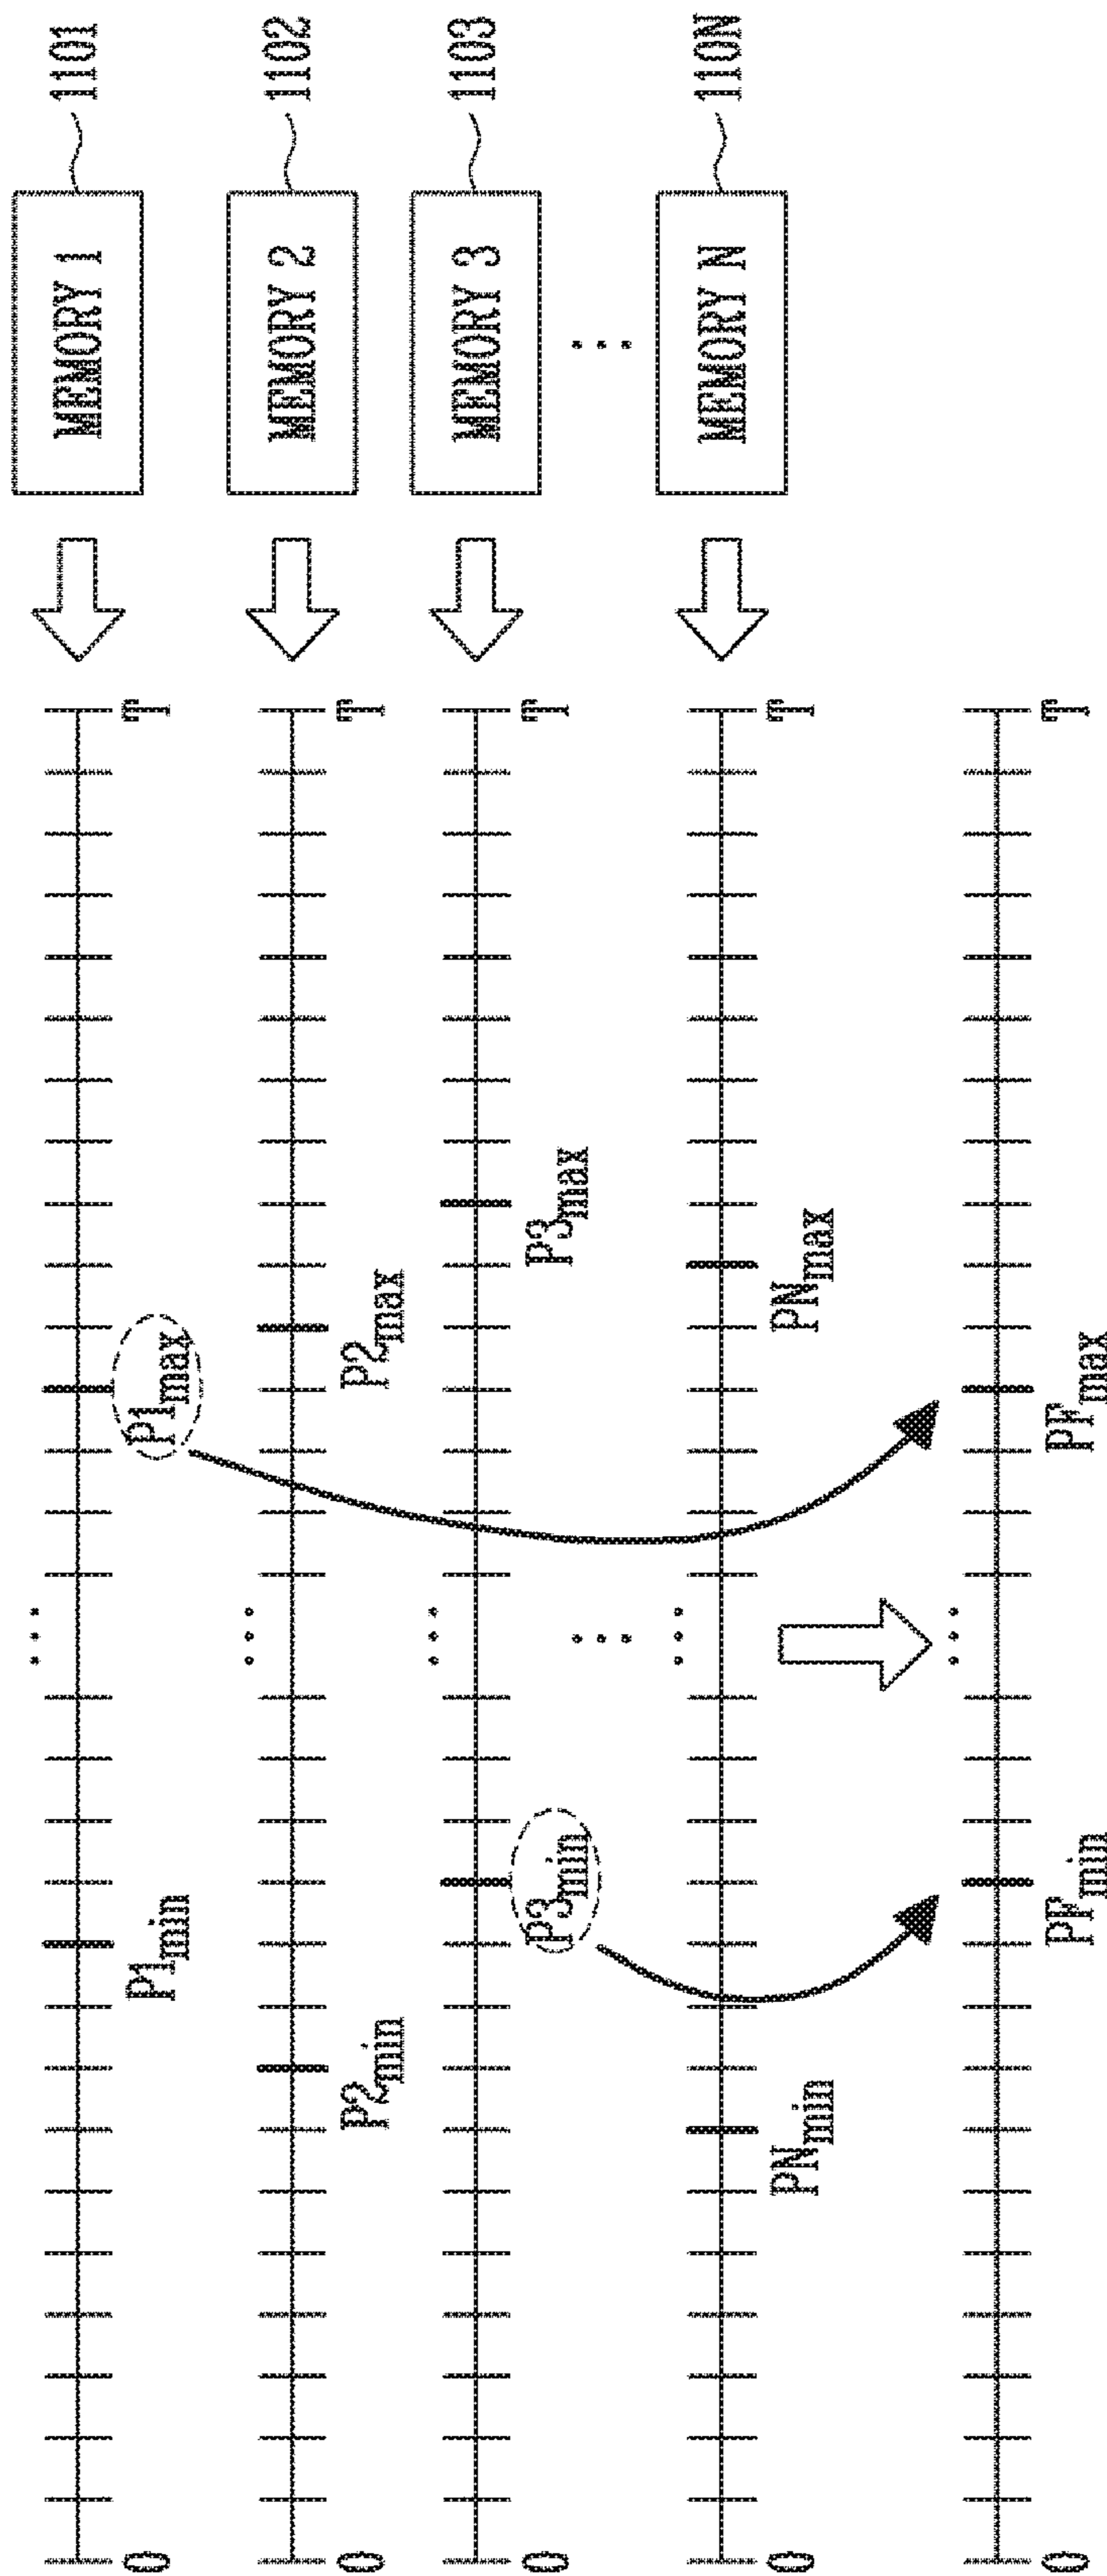 0 P1min ... P1max T MEMORY 1 1101
0 P2min ... P2max T MEMORY 2 1102
0 P3min ... P3max T MEMORY 3 1103
... ...
0 PNmin ... PNmax T MEMORY N 110N
0 PFmin ... PFmax T